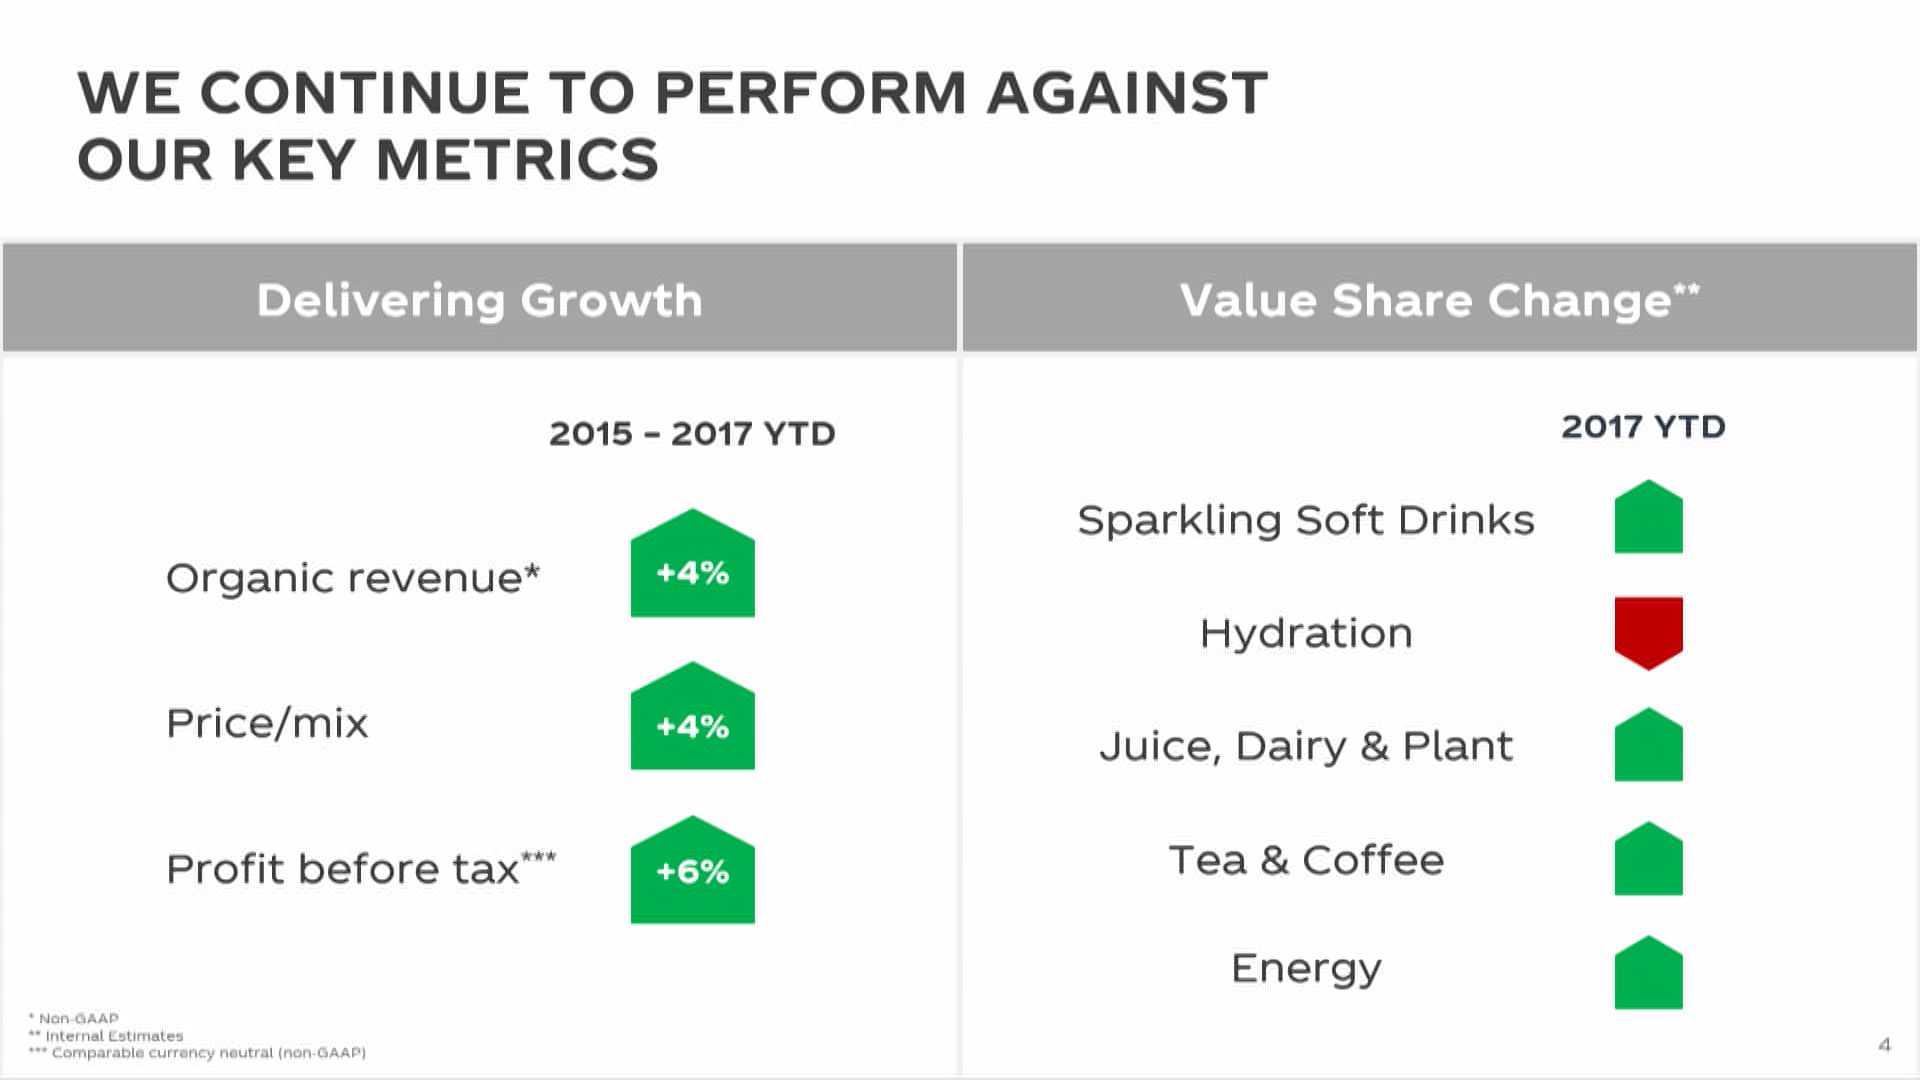 WE CONTINUE TO PERFORM AGAINST
OUR KEY METRICS
Delivering Growth
2015 - 2017 YTD
Organic revenue* +4%
Price/mix +4%
Profit before tax*** +6%
Value Share Change**
2017 YTD
Sparkling Soft Drinks
Hydration
Juice, Dairy & Plant
Tea & Coffee
Energy
* Non-GAAP
** Internal Estimates
*** Comparable currency neutral (non-GAAP)
4